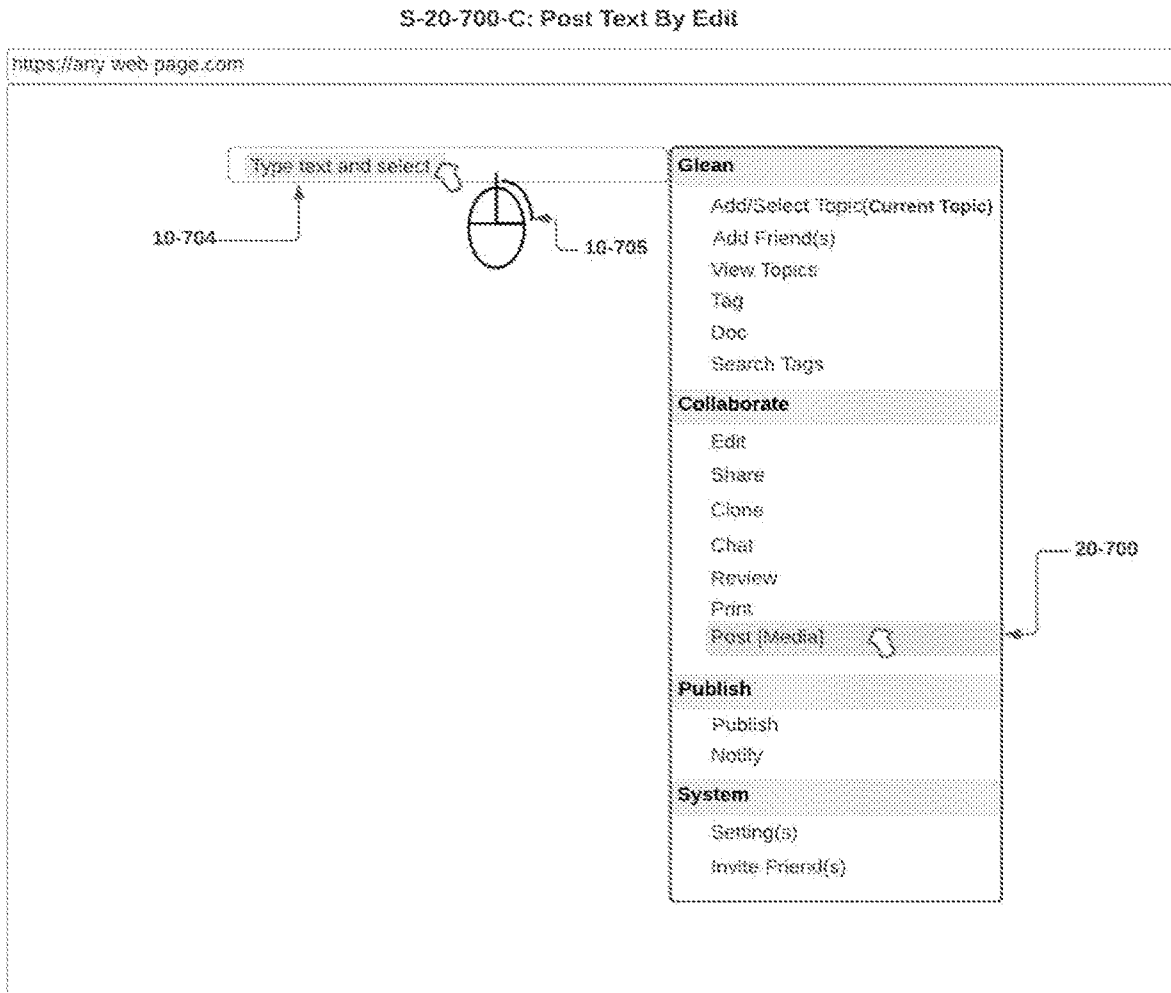 S-20-700-C: Post Text By Edit
https://any web page.com
Type text and select
10-704
10-705
Glean
Add/Select Topic(Current Topic)
Add Friend(s)
View Topics
Tag
Doc
Search Tags
Collaborate
Edit
Share
Clone
Chat
Review
Print
Post [Media]
20-700
Publish
Publish
Notify
System
Setting(s)
Invite Friend(s)